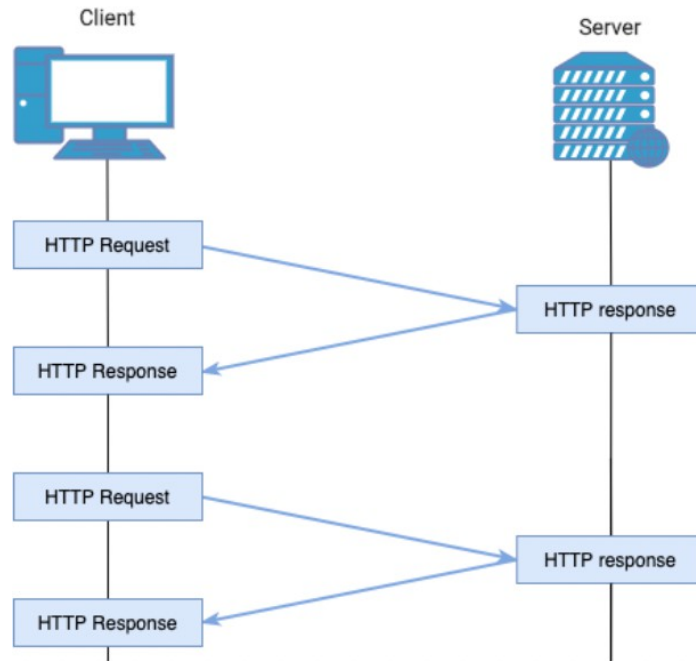 Client
Server
HTTP Request
HTTP response
HTTP Response
HTTP Request
HTTP response
HTTP Response